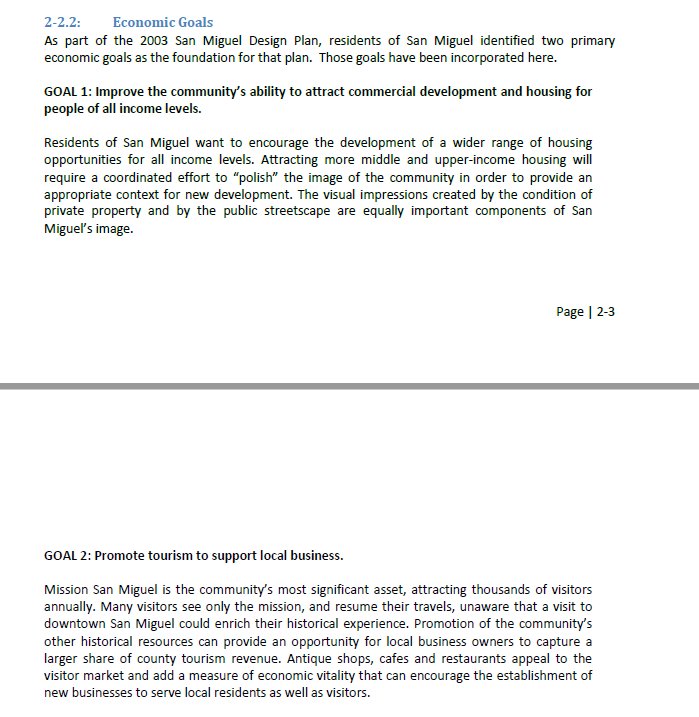 2-2.2: Economic Goals
As part of the 2003 San Miguel Design Plan, residents of San Miguel identified two primary
economic goals as the foundation for that plan. Those goals have been incorporated here.
GOAL 1: Improve the community's ability to attract commercial development and housing for
people of all income levels.
Residents of San Miguel want to encourage the development of a wider range of housing
opportunities for all income levels. Attracting more middle and upper-income housing will
require a coordinated effort to "polish" the image of the community in order to provide an
appropriate context for new development. The visual impressions created by the condition of
private property and by the public streetscape are equally important components of San
Miguel's image.
Page | 2-3
GOAL 2: Promote tourism to support local business.
Mission San Miguel is the community's most significant asset, attracting thousands of visitors
annually. Many visitors see only the mission, and resume their travels, unaware that a visit to
downtown San Miguel could enrich their historical experience. Promotion of the community's
other historical resources can provide an opportunity for local business owners to capture a
larger share of county tourism revenue. Antique shops, cafes and restaurants appeal to the
visitor market and add a measure of economic vitality that can encourage the establishment of
new businesses to serve local residents as well as visitors.